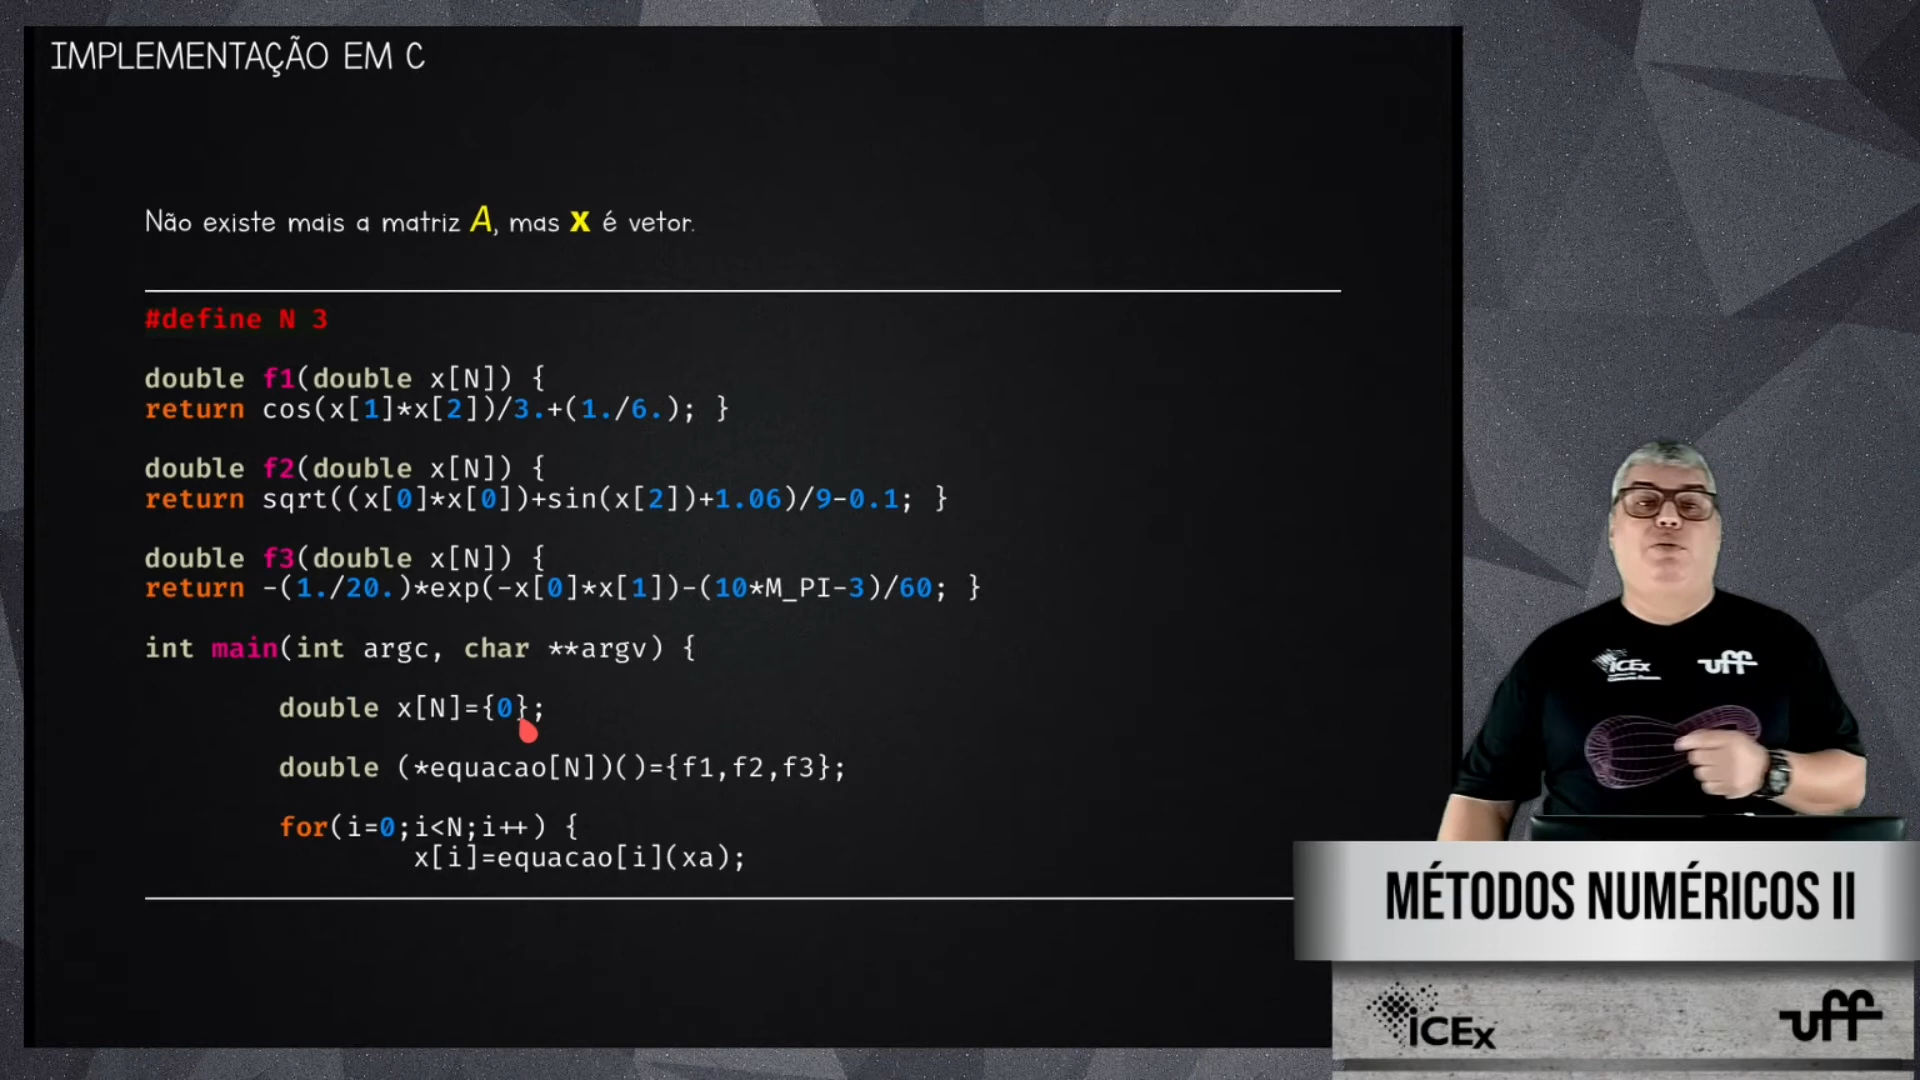 IMPLEMENTAÇÃO EM C
Não existe mais a matriz A, mas x é vetor.
#define N 3
double f1(double x[N]) {
return cos(x[1]*x[2])/3.+(1./6.); }
double f2(double x[N]) {
return sqrt((x[0]*x[0])+sin(x[2])+1.06)/9-0.1; }
double f3(double x[N]) {
return -(1./20.)*exp(-x[0]*x[1])-(10*M_PI-3)/60; }
int main(int argc, char **argv) {
double x[N]={0};
double (*equacao[N])()={f1,f2,f3};
for(i=0;i<N;i++) {
x[i]=equacao[i](xa);
ICEx uff
MÉTODOS NUMÉRICOS II
ICEx uff